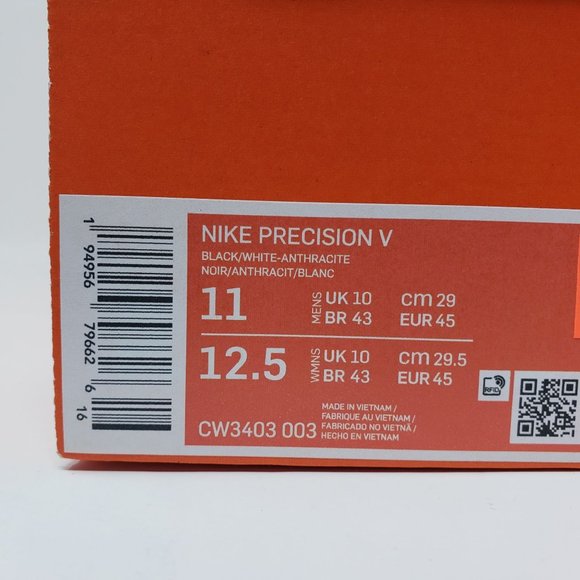 NIKE PRECISION V
BLACK/WHITE-ANTHRACITE
NOIR/ANTHRACIT/BLANC
11 MENS UK 10 cm 29
BR 43 EUR 45
12.5 WMNS UK 10 cm 29.5
BR 43 EUR 45
CW3403 003
MADE IN VIETNAM /
FABRIQUE AU VIETNAM /
FABRICADO NO VIETNÃ /
HECHO EN VIETNAM
RFID
1 94956 79662 6 16